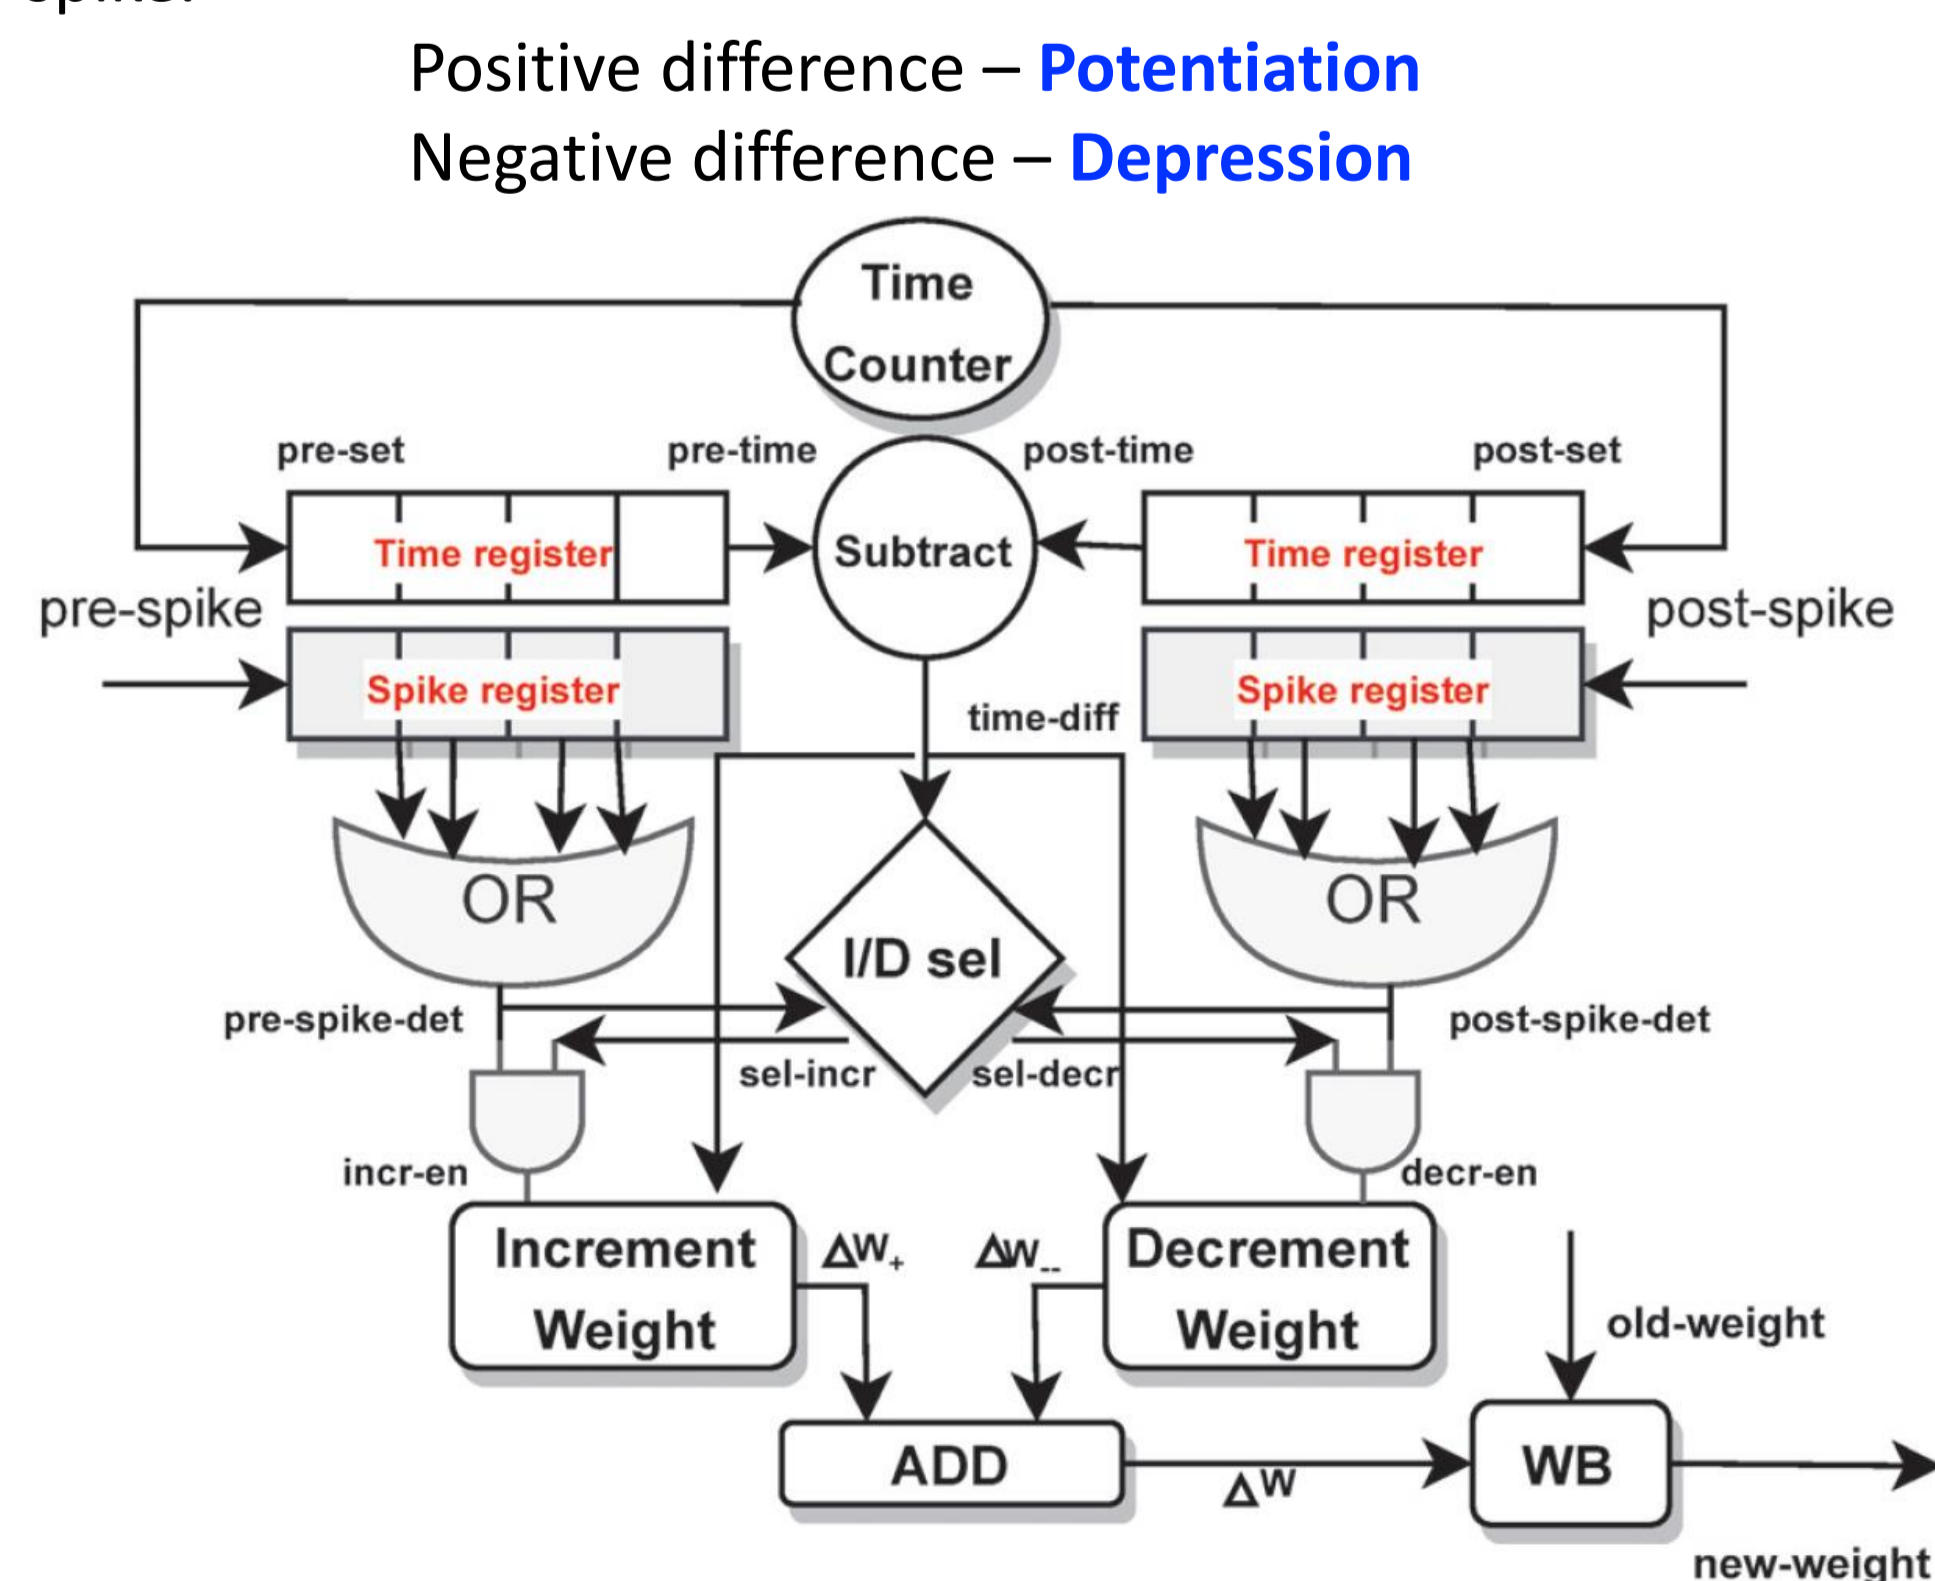 spike.
Positive difference – Potentiation
Negative difference – Depression
Time
Counter
pre-set
pre-time
post-time
post-set
Time register
Subtract
Time register
pre-spike
post-spike
Spike register
Spike register
time-diff
OR
OR
I/D sel
pre-spike-det
post-spike-det
sel-incr
sel-decr
incr-en
decr-en
Increment
Weight
ΔW+
ΔW--
Decrement
Weight
old-weight
ADD
ΔW
WB
new-weight